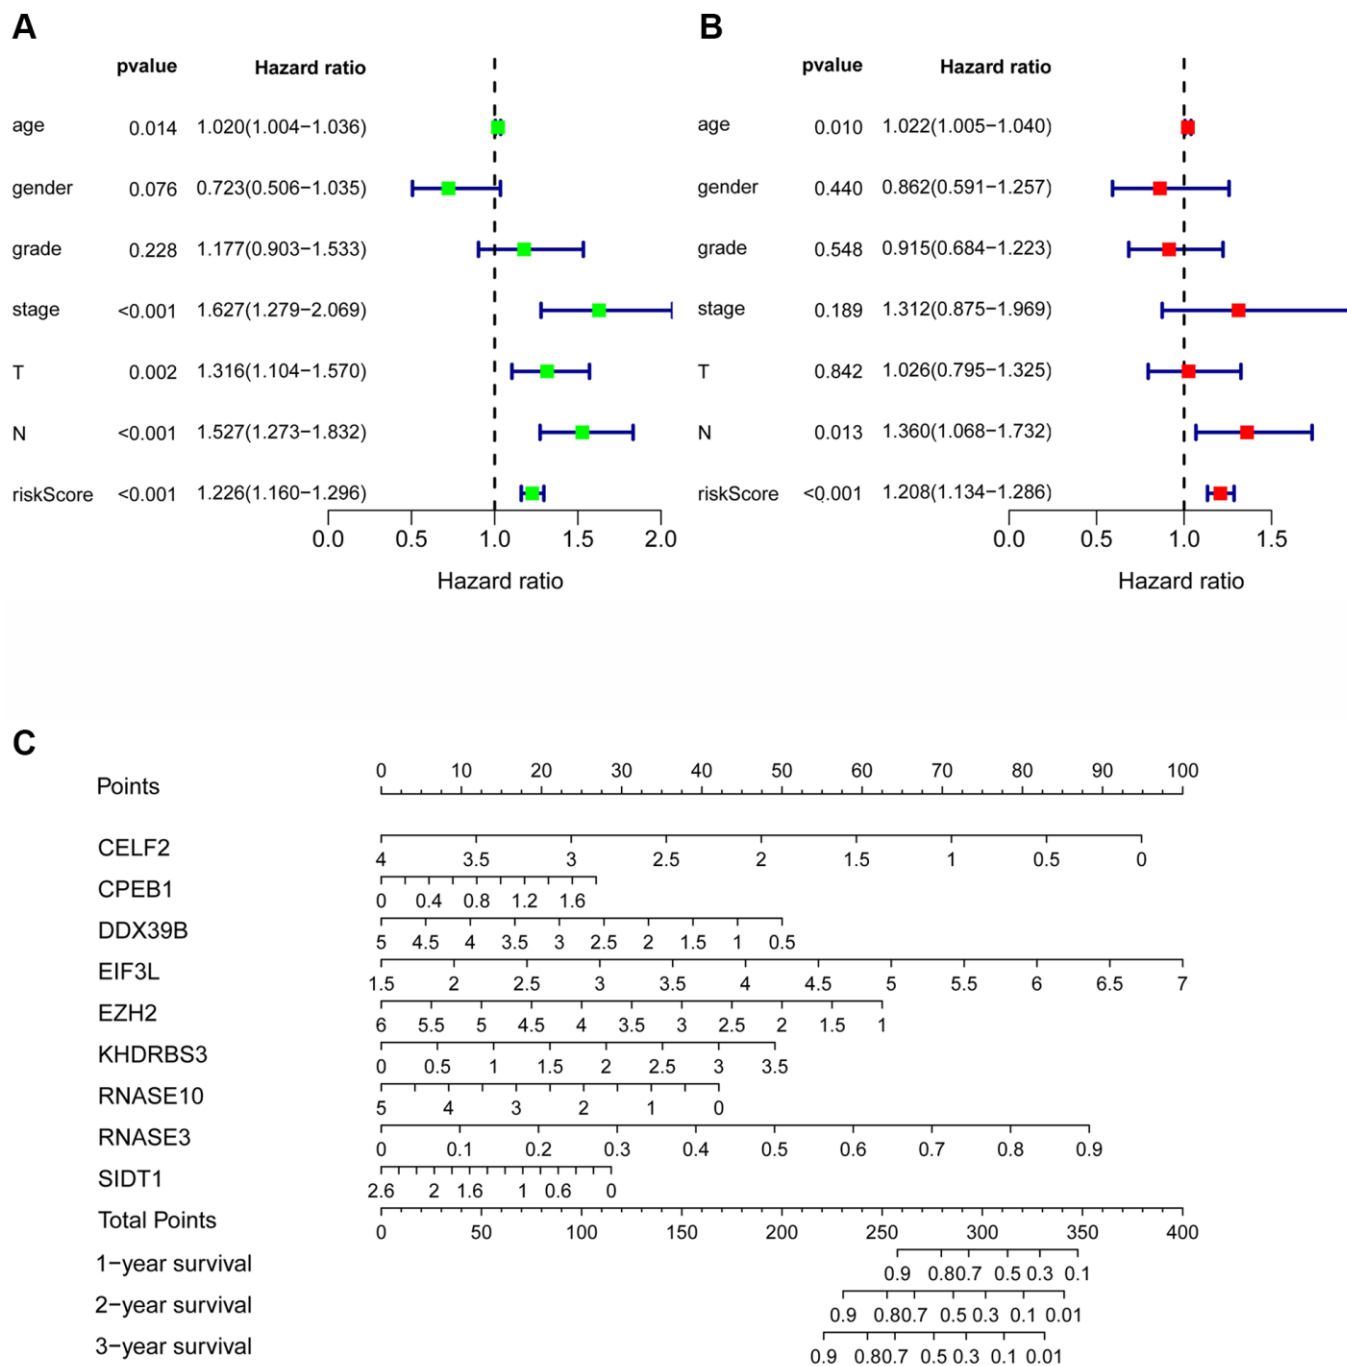 A
pvalue Hazard ratio
age 0.014 1.020(1.004−1.036)
gender 0.076 0.723(0.506−1.035)
grade 0.228 1.177(0.903−1.533)
stage <0.001 1.627(1.279−2.069)
T 0.002 1.316(1.104−1.570)
N <0.001 1.527(1.273−1.832)
riskScore <0.001 1.226(1.160−1.296)
0.0 0.5 1.0 1.5 2.0
Hazard ratio
B
pvalue Hazard ratio
age 0.010 1.022(1.005−1.040)
gender 0.440 0.862(0.591−1.257)
grade 0.548 0.915(0.684−1.223)
stage 0.189 1.312(0.875−1.969)
T 0.842 1.026(0.795−1.325)
N 0.013 1.360(1.068−1.732)
riskScore <0.001 1.208(1.134−1.286)
0.0 0.5 1.0 1.5
Hazard ratio
C
Points 0 10 20 30 40 50 60 70 80 90 100
CELF2 4 3.5 3 2.5 2 1.5 1 0.5 0
CPEB1 0 0.4 0.8 1.2 1.6
DDX39B 5 4.5 4 3.5 3 2.5 2 1.5 1 0.5
EIF3L 1.5 2 2.5 3 3.5 4 4.5 5 5.5 6 6.5 7
EZH2 6 5.5 5 4.5 4 3.5 3 2.5 2 1.5 1
KHDRBS3 0 0.5 1 1.5 2 2.5 3 3.5
RNASE10 5 4 3 2 1 0
RNASE3 0 0.1 0.2 0.3 0.4 0.5 0.6 0.7 0.8 0.9
SIDT1 2.6 2 1.6 1 0.6 0
Total Points 0 50 100 150 200 250 300 350 400
1−year survival 0.9 0.8 0.7 0.5 0.3 0.1
2−year survival 0.9 0.8 0.7 0.5 0.3 0.1 0.01
3−year survival 0.9 0.8 0.7 0.5 0.3 0.1 0.01